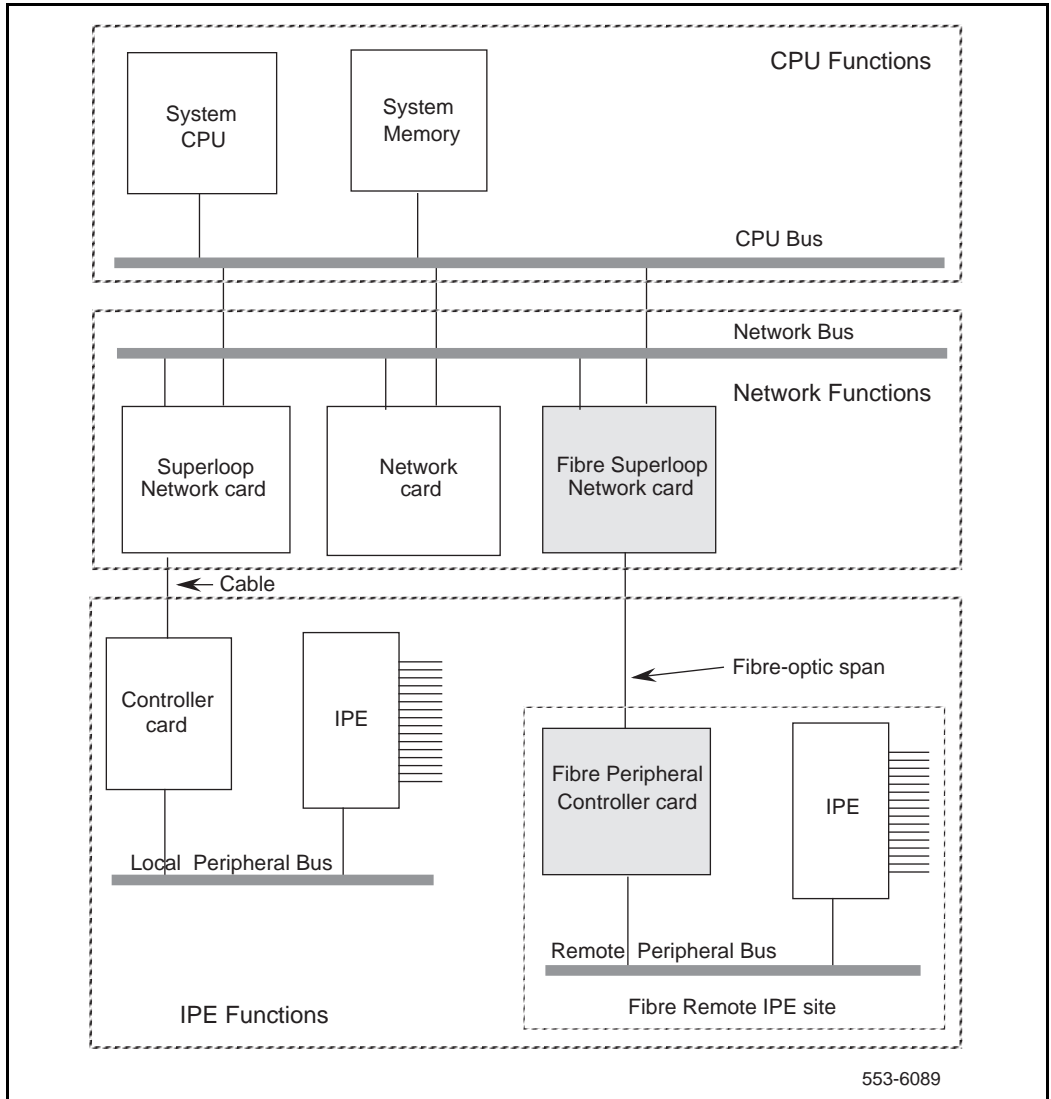 CPU Functions
System
CPU
System
Memory
CPU Bus
Network Bus
Network Functions
Superloop
Network card
Network
card
Fibre Superloop
Network card
Cable
Fibre-optic span
Controller
card
IPE
Fibre Peripheral
Controller card
IPE
Local Peripheral Bus
Remote Peripheral Bus
IPE Functions
Fibre Remote IPE site
553-6089